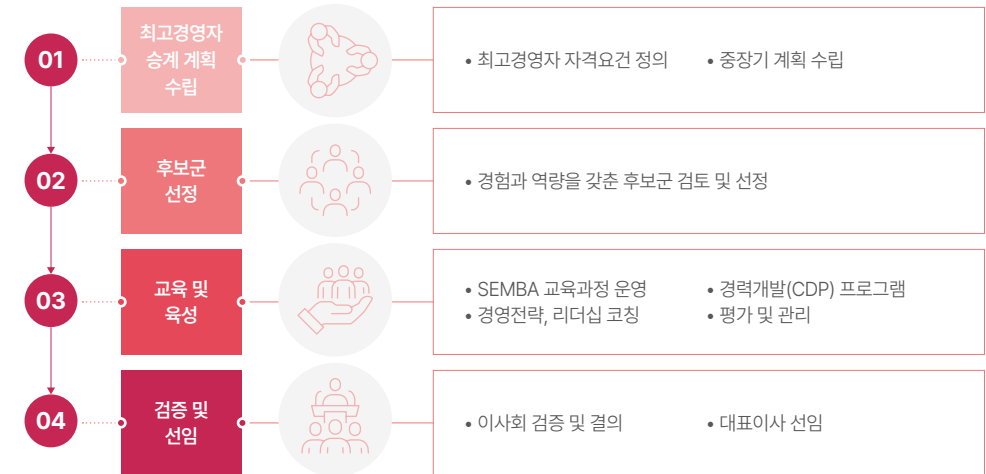 01
최고경영자
승계 계획
수립
• 최고경영자 자격요건 정의 • 중장기 계획 수립
02
후보군
선정
• 경험과 역량을 갖춘 후보군 검토 및 선정
03
교육 및
육성
• SEMBA 교육과정 운영 • 경력개발(CDP) 프로그램
• 경영전략, 리더십 코칭 • 평가 및 관리
04
검증 및
선임
• 이사회 검증 및 결의 • 대표이사 선임